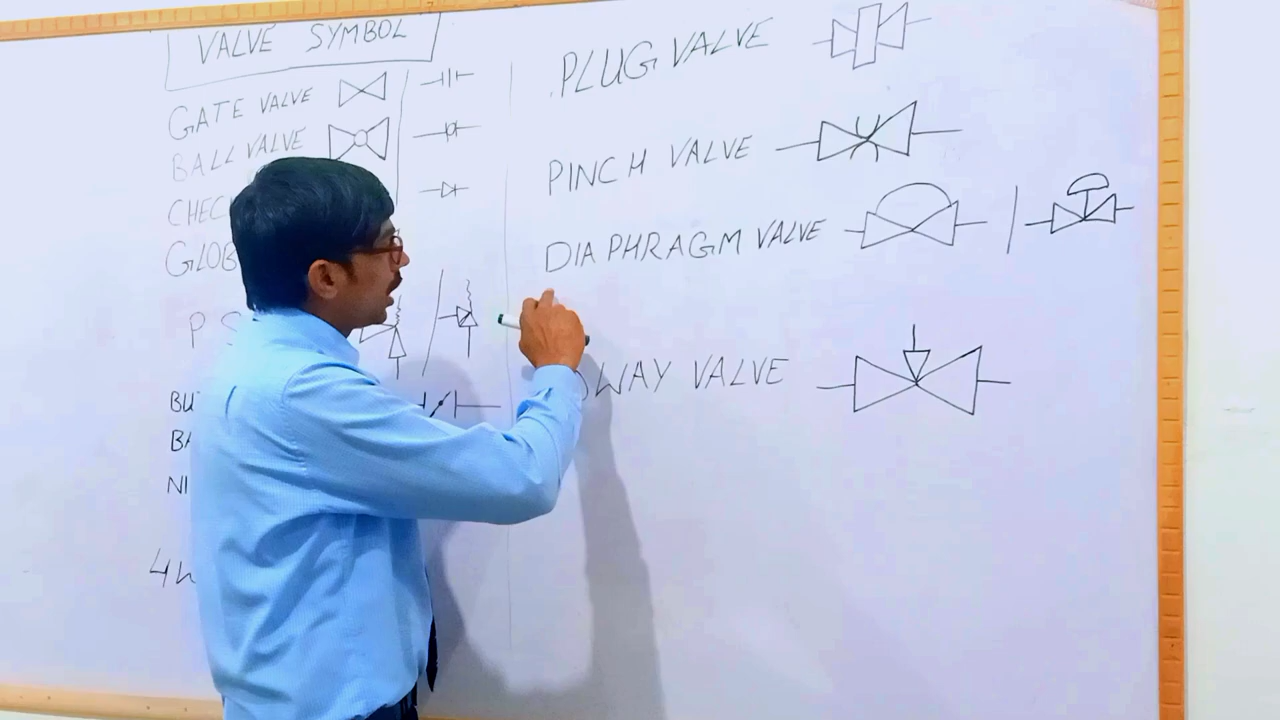 VALVE SYMBOL
GATE VALVE
BALL VALVE
CHEC
GLOB
P S
BU
BA
NI
4
PLUG VALVE
PINCH VALVE
DIAPHRAGM VALVE
WAY VALVE